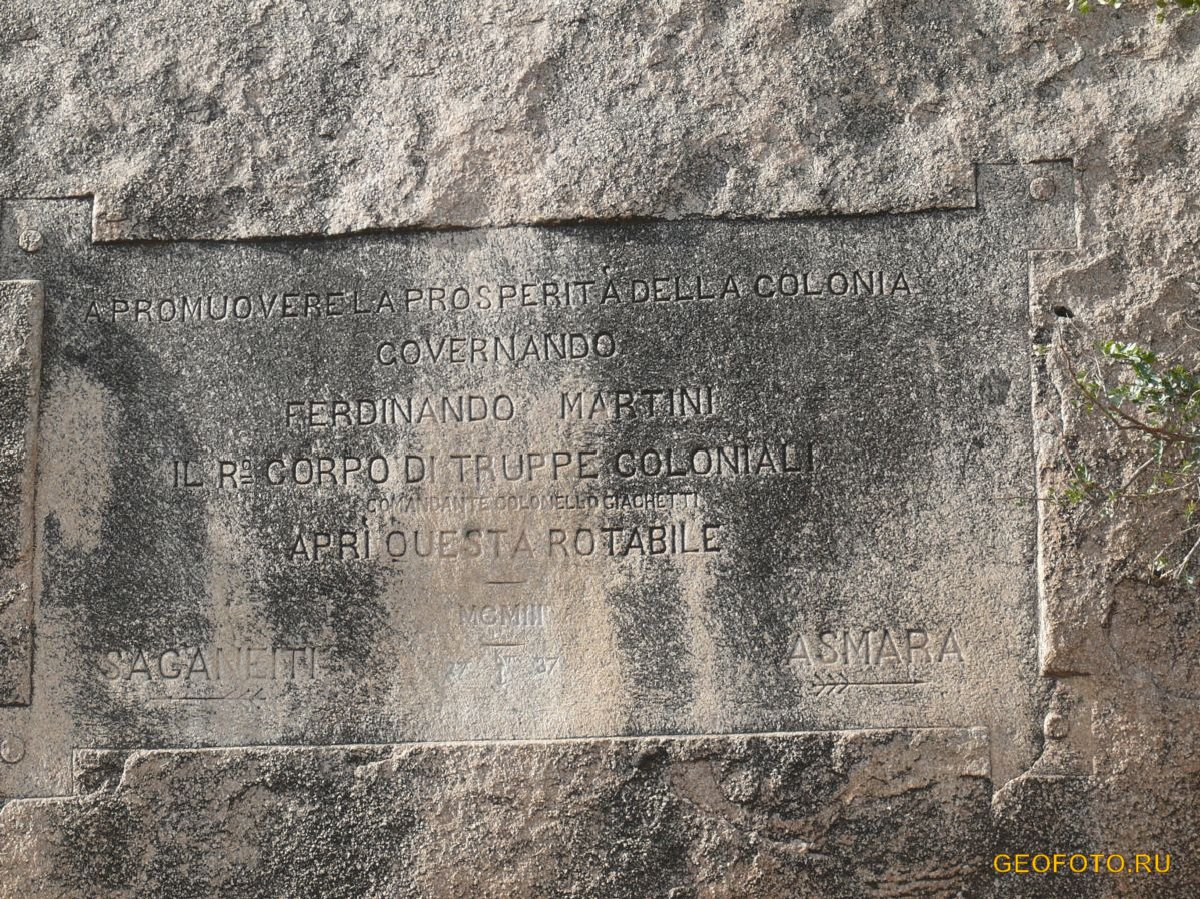 A PROMUOVERE LA PROSPERITÀ DELLA COLONIA
GOVERNANDO
FERDINANDO MARTINI
IL R.D CORPO DI TRUPPE COLONIALI
COMANDANTE COLONELLO GIACHETTI
APRÌ QUESTA ROTABILE
MCMIII
SAGANEITI
ASMARA
GEOFOTO.RU